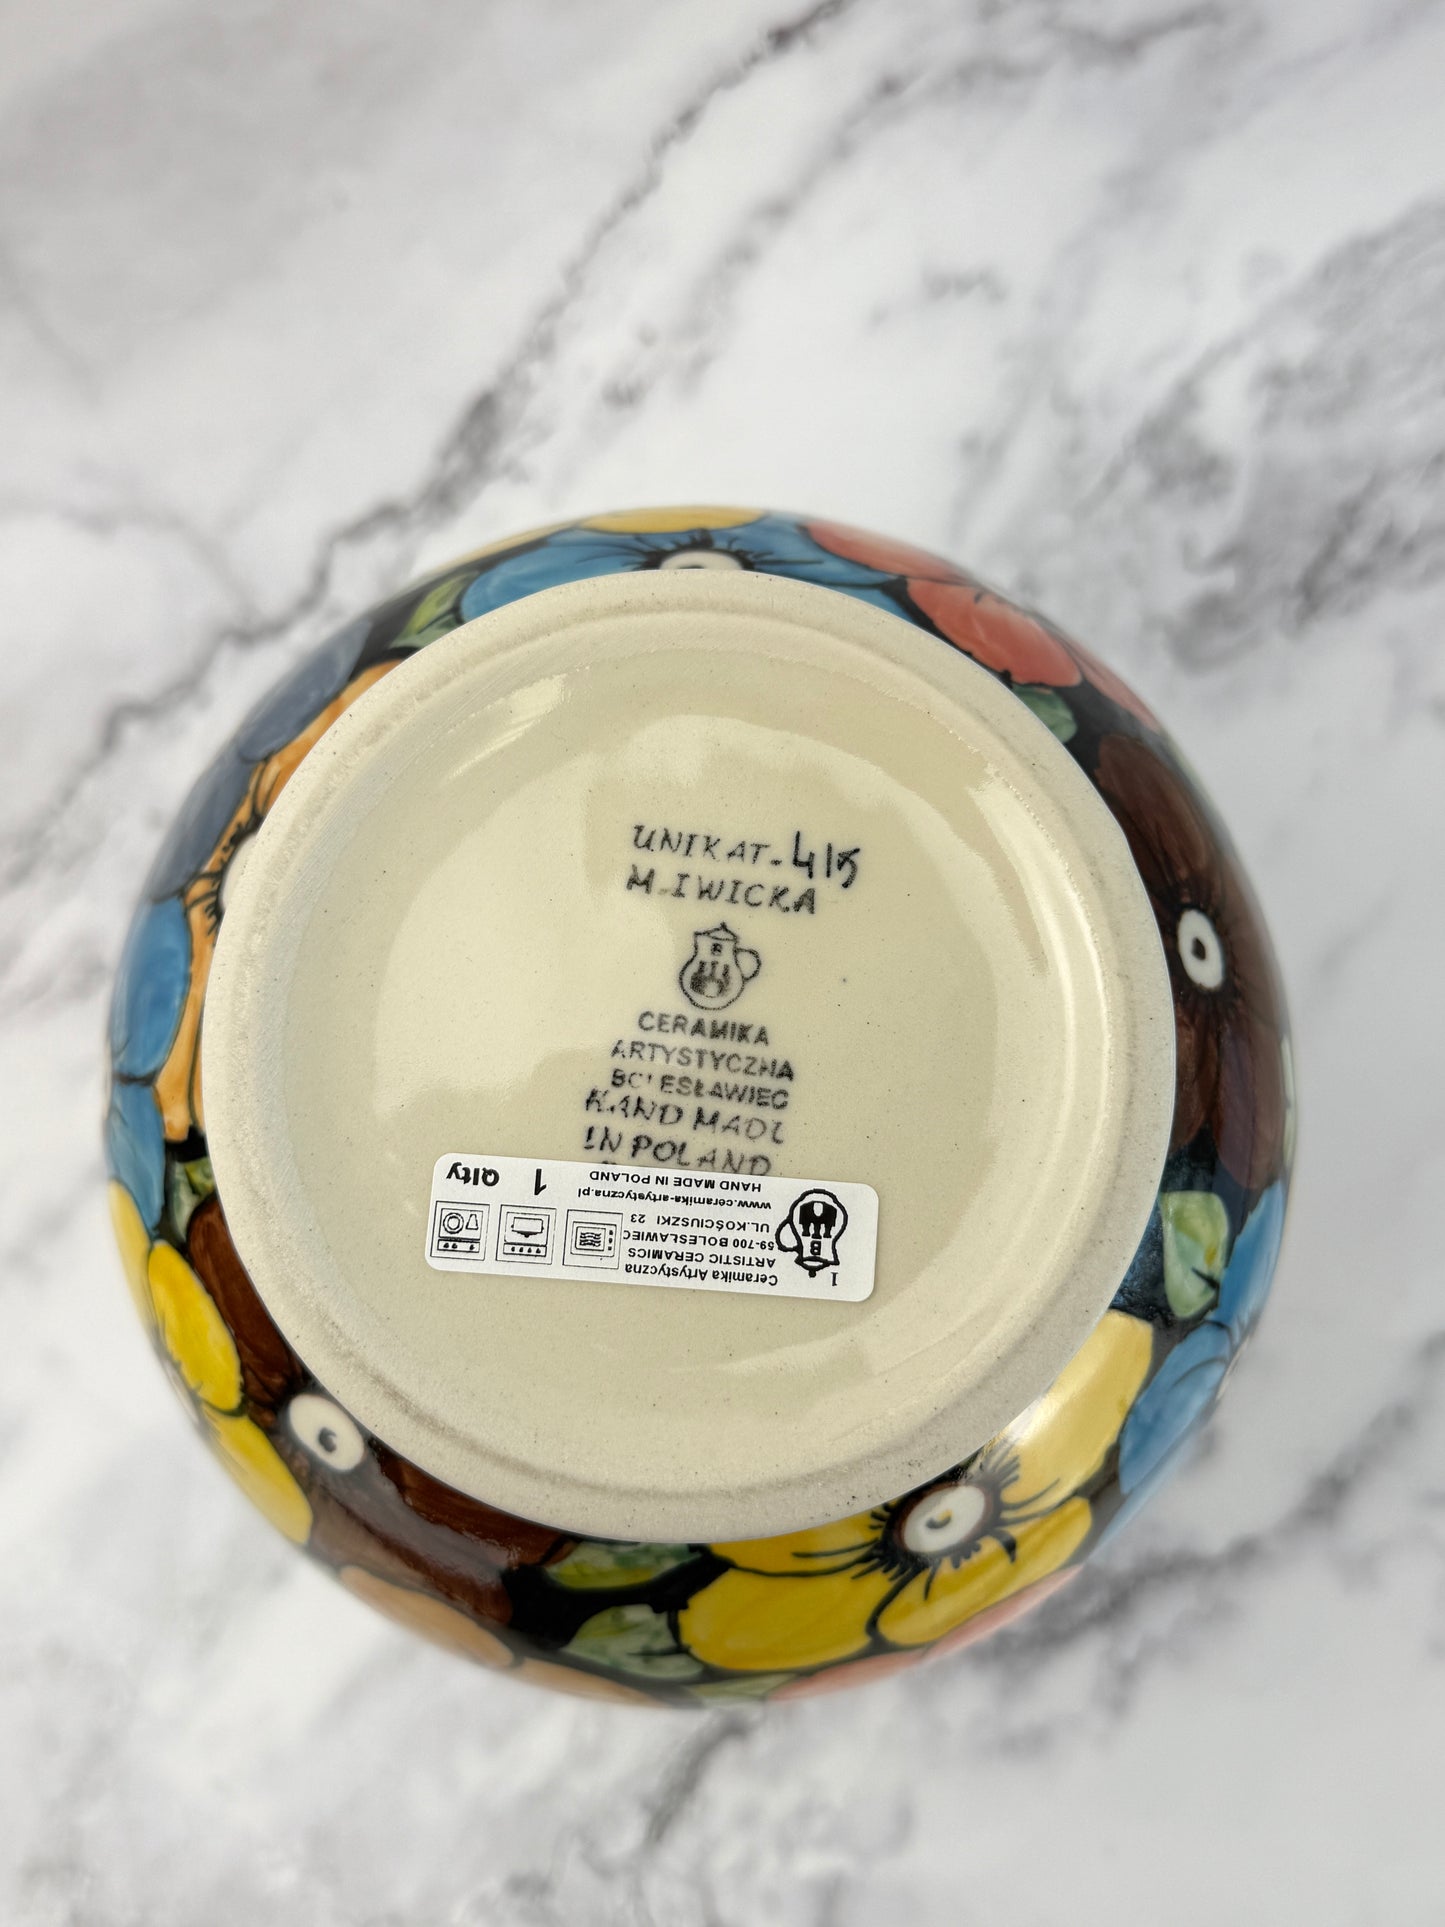 UNIKAT-415
M.IWICKA
B
CERAMIKA
ARTYSTYCZNA
BOLESŁAWIEC
HAND MADE
IN POLAND
1
Ceramika Artystyczna
ARTISTIC CERAMICS
59-700 BOLESŁAWIEC
UL.KOŚCIUSZKI 23
www.ceramika-artystyczna.pl
HAND MADE IN POLAND
B
1 Qlty